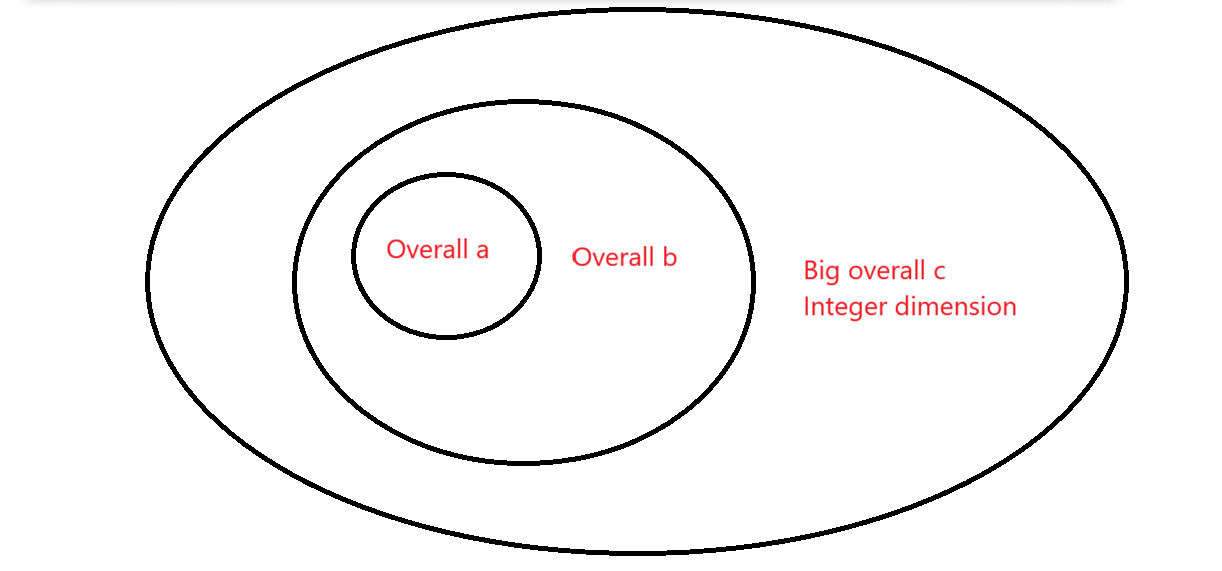 Overall a
Overall b
Big overall c
Integer dimension